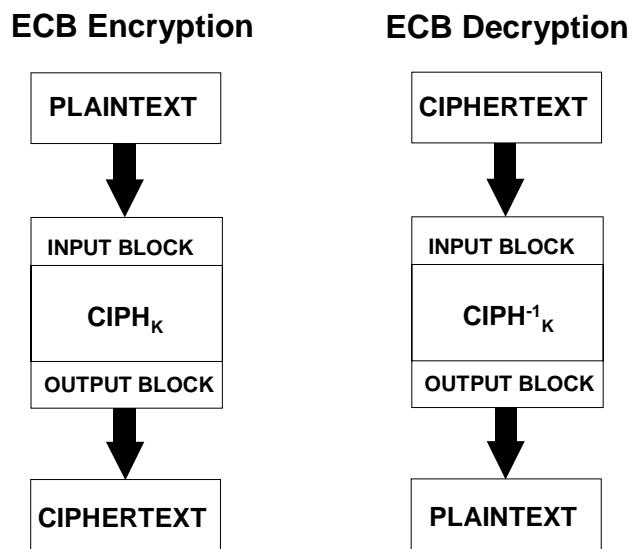 ECB Encryption
PLAINTEXT
INPUT BLOCK
CIPHK
OUTPUT BLOCK
CIPHERTEXT
ECB Decryption
CIPHERTEXT
INPUT BLOCK
CIPH-1K
OUTPUT BLOCK
PLAINTEXT